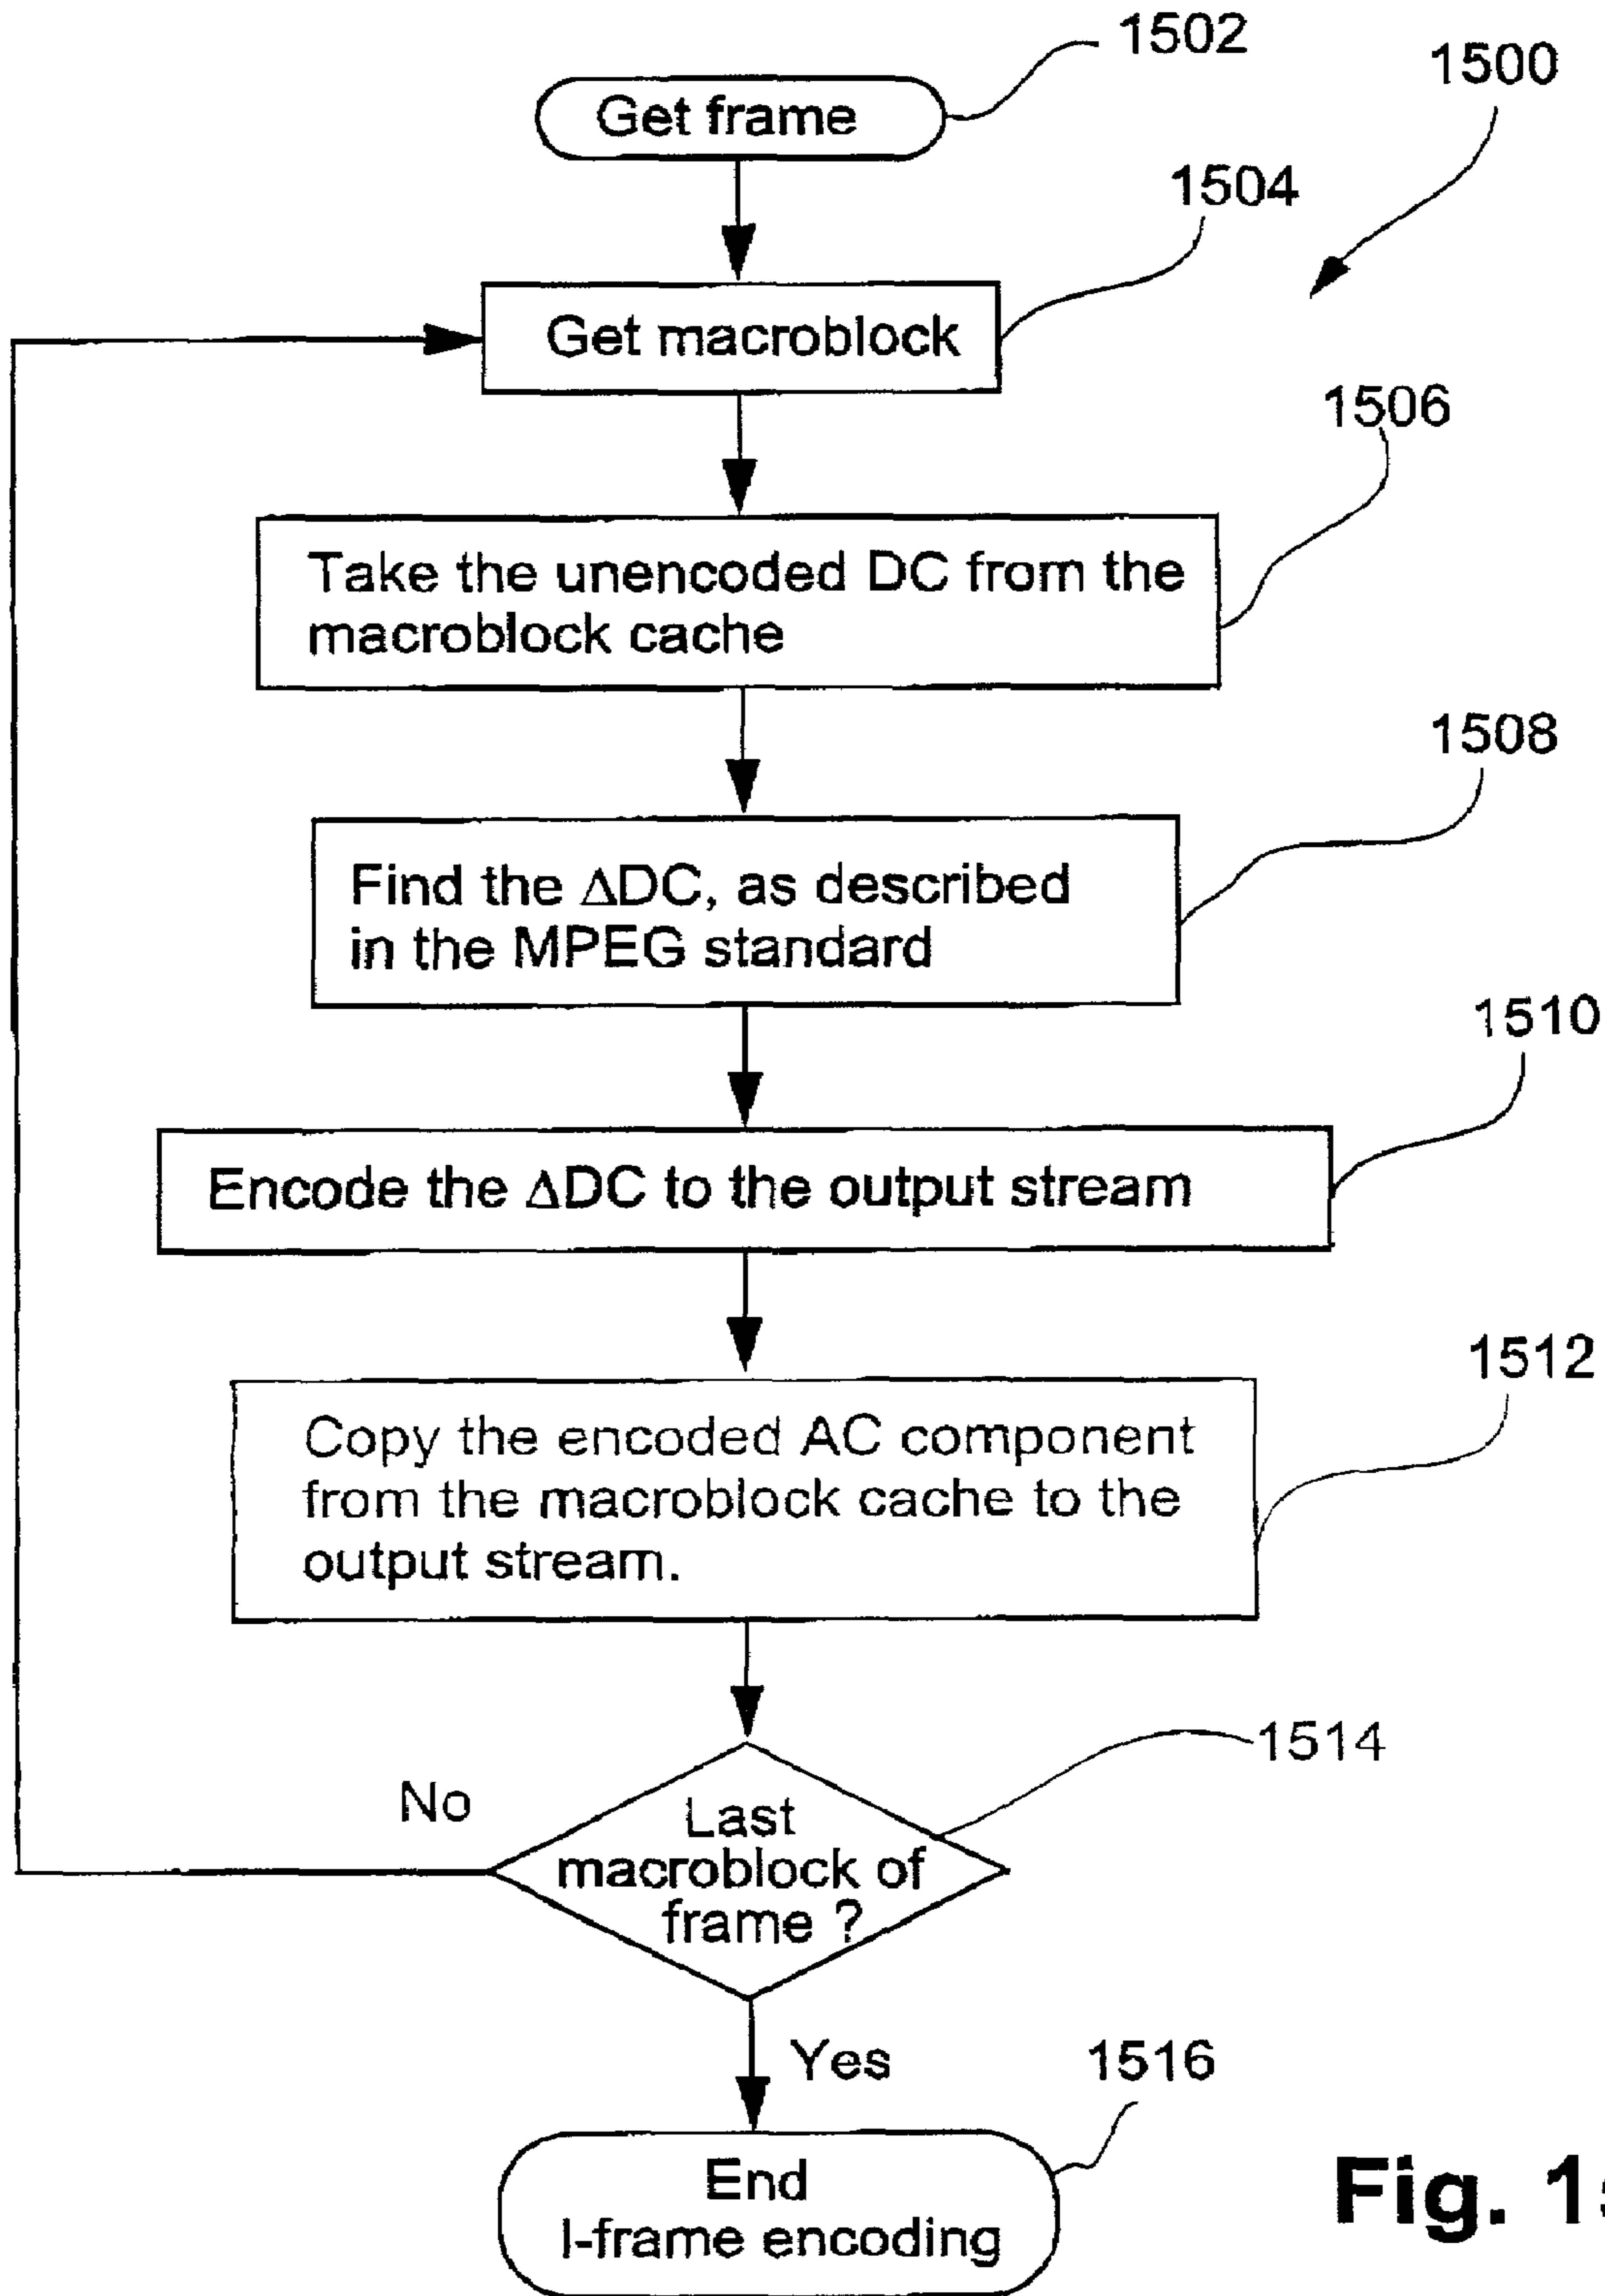 1502
1500
Get frame
1504
Get macroblock
1506
Take the unencoded DC from the
macroblock cache
1508
Find the ΔDC, as described
in the MPEG standard
1510
Encode the ΔDC to the output stream
1512
Copy the encoded AC component
from the macroblock cache to the
output stream.
1514
No
Last
macroblock of
frame ?
Yes
1516
End
I-frame encoding
Fig. 15